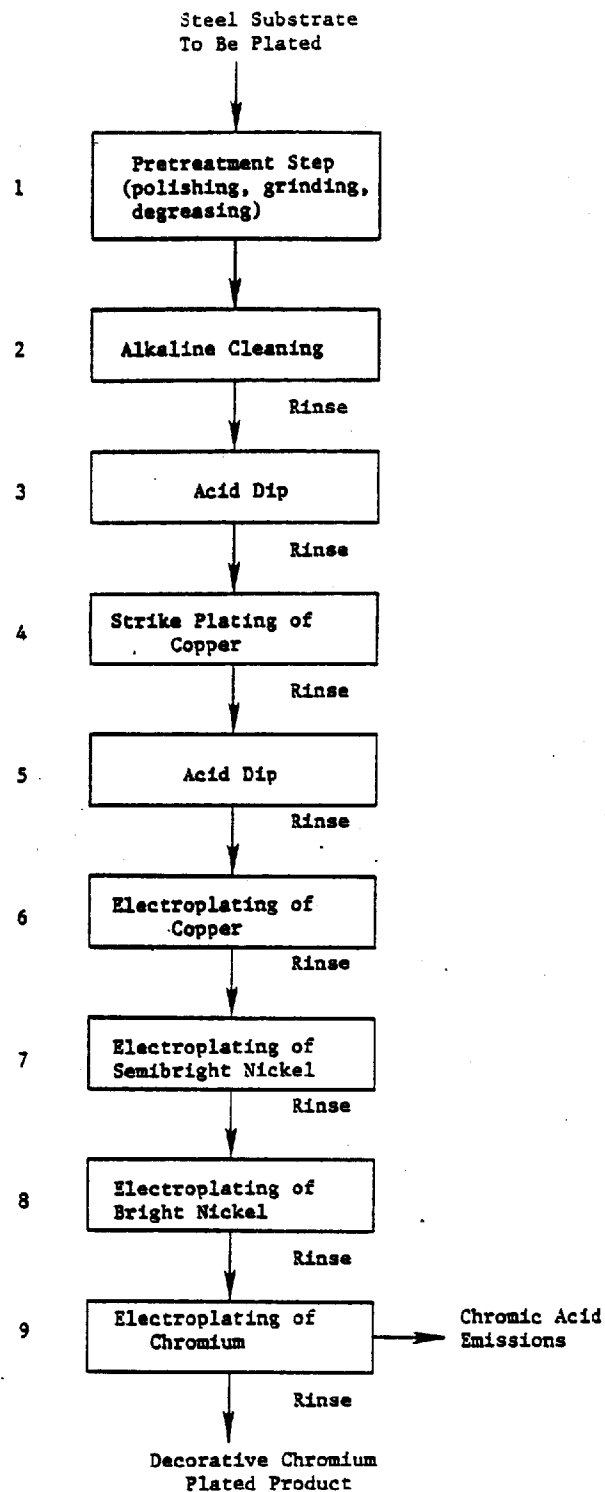 Steel Substrate
To Be Plated
1
Pretreatment Step
(polishing, grinding,
degreasing)
2
Alkaline Cleaning
Rinse
3
Acid Dip
Rinse
4
Strike Plating of
Copper
Rinse
5
Acid Dip
Rinse
6
Electroplating of
Copper
Rinse
7
Electroplating of
Semibright Nickel
Rinse
8
Electroplating of
Bright Nickel
Rinse
9
Electroplating of
Chromium
Chromic Acid
Emissions
Rinse
Decorative Chromium
Plated Product